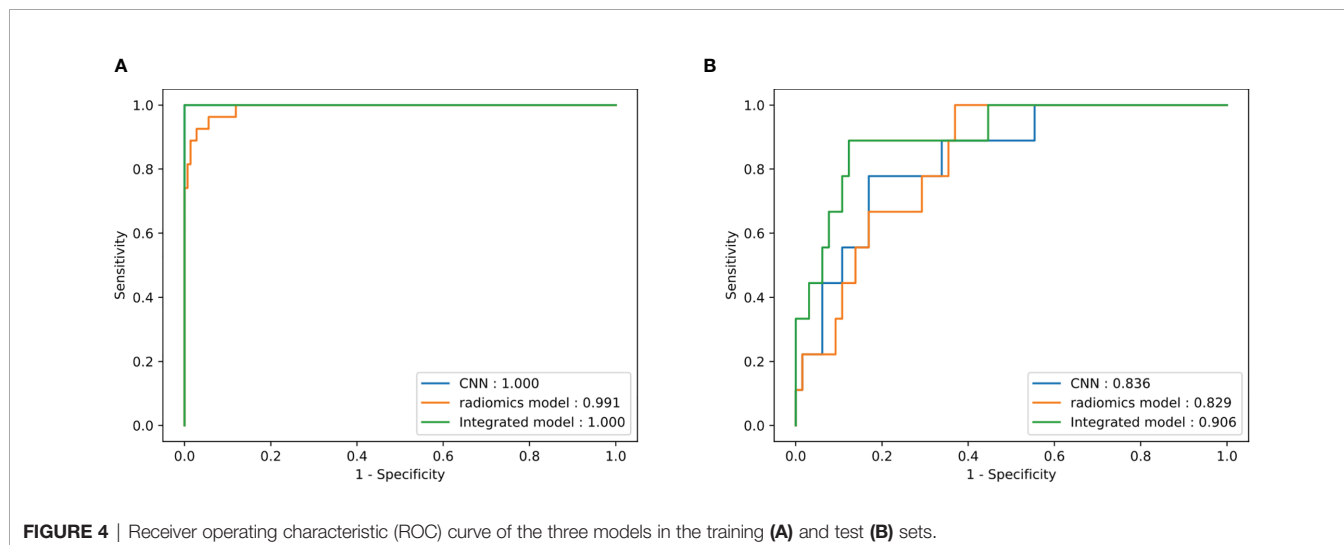 A
1.0
0.8
0.6
0.4
0.2
0.0
Sensitivity
CNN : 1.000
radiomics model : 0.991
Integrated model : 1.000
0.0 0.2 0.4 0.6 0.8 1.0
1 - Specificity
B
1.0
0.8
0.6
0.4
0.2
0.0
Sensitivity
CNN : 0.836
radiomics model : 0.829
Integrated model : 0.906
0.0 0.2 0.4 0.6 0.8 1.0
1 - Specificity
FIGURE 4 | Receiver operating characteristic (ROC) curve of the three models in the training (A) and test (B) sets.